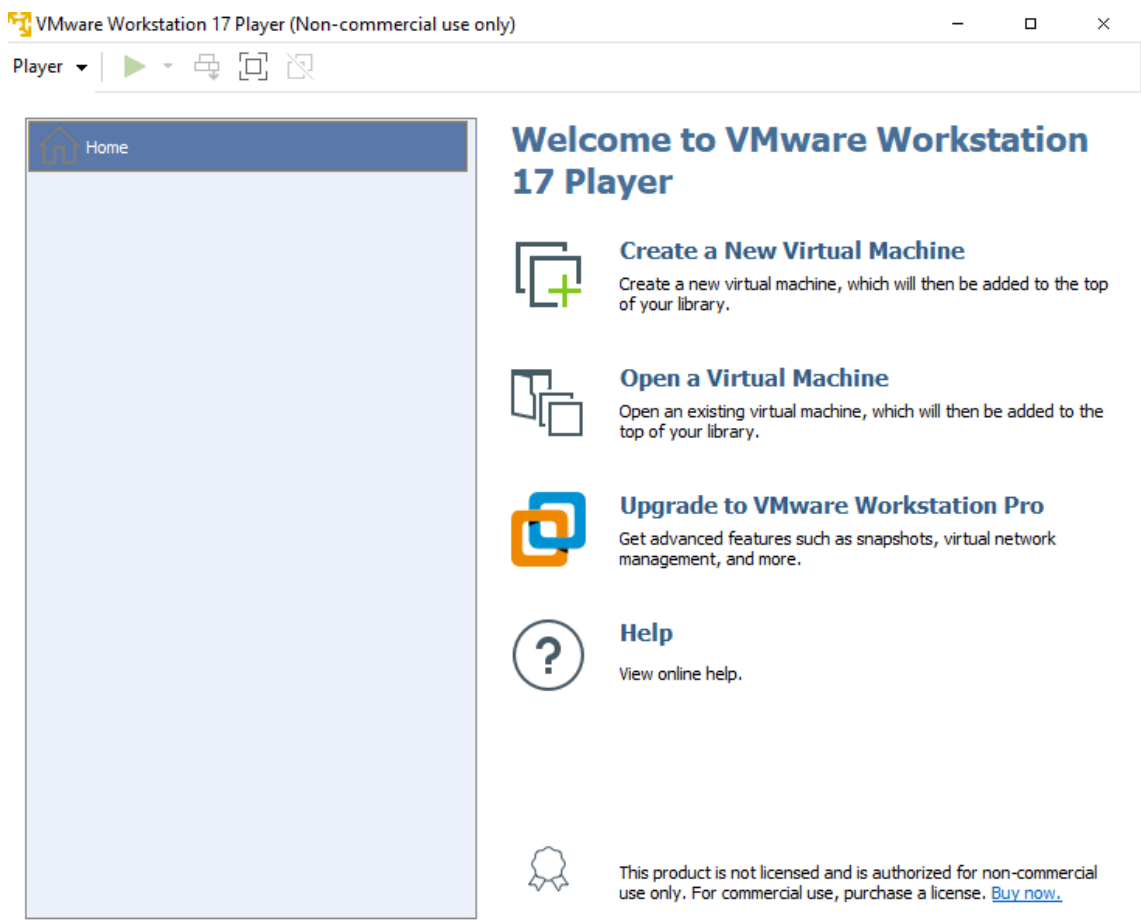 VMware Workstation 17 Player (Non-commercial use only)
Player
Home
Welcome to VMware Workstation
17 Player
Create a New Virtual Machine
Create a new virtual machine, which will then be added to the top
of your library.
Open a Virtual Machine
Open an existing virtual machine, which will then be added to the
top of your library.
Upgrade to VMware Workstation Pro
Get advanced features such as snapshots, virtual network
management, and more.
Help
View online help.
This product is not licensed and is authorized for non-commercial
use only. For commercial use, purchase a license. Buy now.